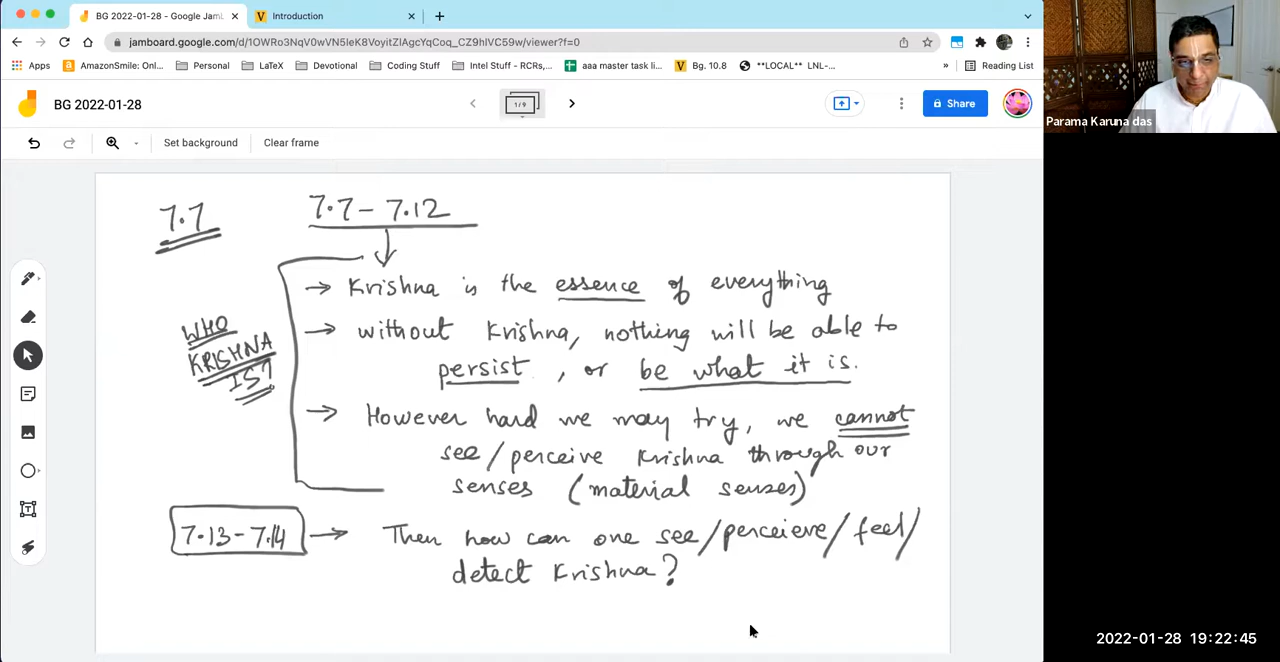 BG 2022-01-28 - Google Jam
Introduction
jamboard.google.com/d/1OWRo3NqV0wVN5leK8VoyitZlAgcYqCoq_CZ9hlVC59w/viewer?f=0
Apps
AmazonSmile: Onl...
Personal
LaTeX
Devotional
Coding Stuff
Intel Stuff - RCRs,...
aaa master task li...
Bg. 10.8
**LOCAL** LNL-...
»
Reading List
BG 2022-01-28
1/9
Share
Set background
Clear frame
Parama Karuna das
7.7
7.7 - 7.12
→ Krishna is the essence of everything
→ without Krishna, nothing will be able to
persist, or be what it is.
WHO
KRISHNA
IS?
→ However hard we may try, we cannot
see/perceive Krishna through our
senses (material senses)
7.13-7.14 → Then how can one see/perceieve/feel/
detect Krishna?
2022-01-28 19:22:45